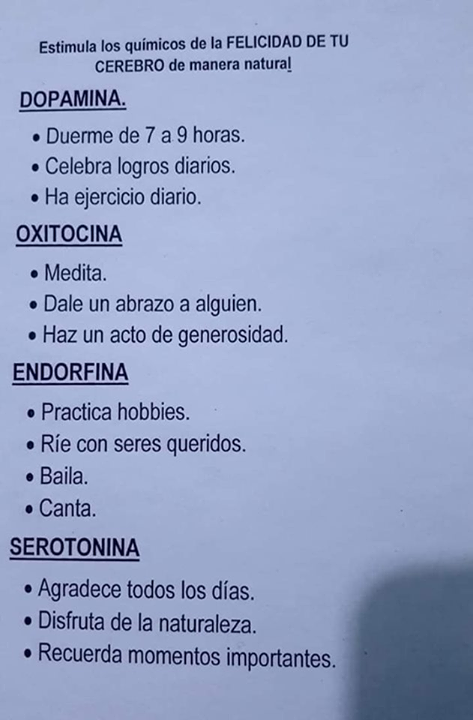 Estimula los químicos de la FELICIDAD DE TU
CEREBRO de manera natural
DOPAMINA.
• Duerme de 7 a 9 horas.
• Celebra logros diarios.
• Ha ejercicio diario.
OXITOCINA
• Medita.
• Dale un abrazo a alguien.
• Haz un acto de generosidad.
ENDORFINA
• Practica hobbies.
• Ríe con seres queridos.
• Baila.
• Canta.
SEROTONINA
• Agradece todos los días.
• Disfruta de la naturaleza.
• Recuerda momentos importantes.